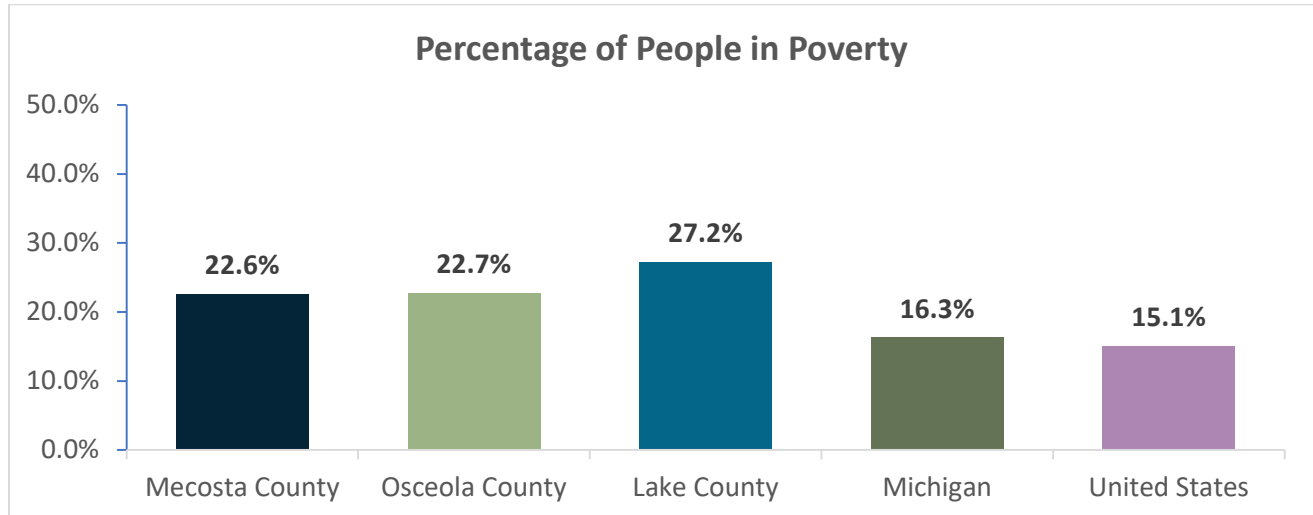 Percentage of People in Poverty
50.0%
40.0%
30.0%
20.0%
10.0%
0.0%
22.6%
22.7%
27.2%
16.3%
15.1%
Mecosta County
Osceola County
Lake County
Michigan
United States